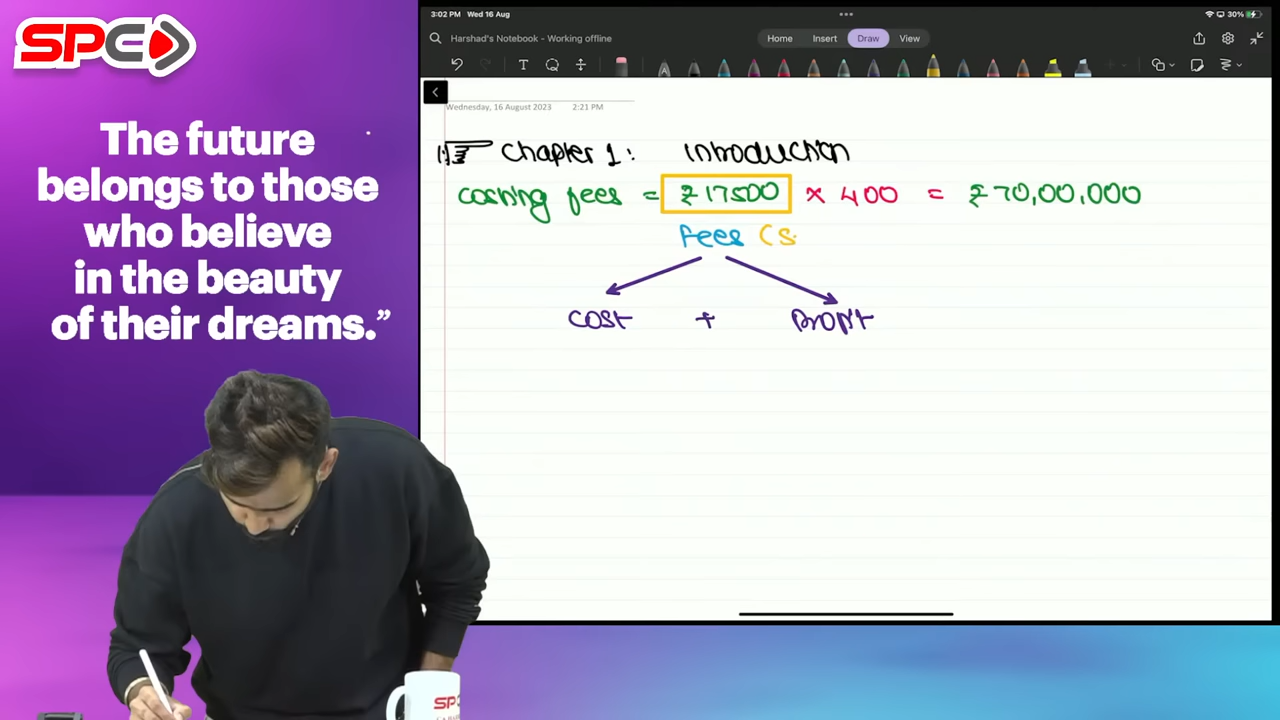 SPC
The future
belongs to those
who believe
in the beauty
of their dreams.”
3:02 PM Wed 16 Aug
30%
Harshad's Notebook - Working offline
Home Insert Draw View
Wednesday, 16 August 2023 2:21 PM
Chapter 1: Introduction
costing fees = ₹17500 × 400 = ₹70,00,000
Fees (S.
Cost + Profit
SPC